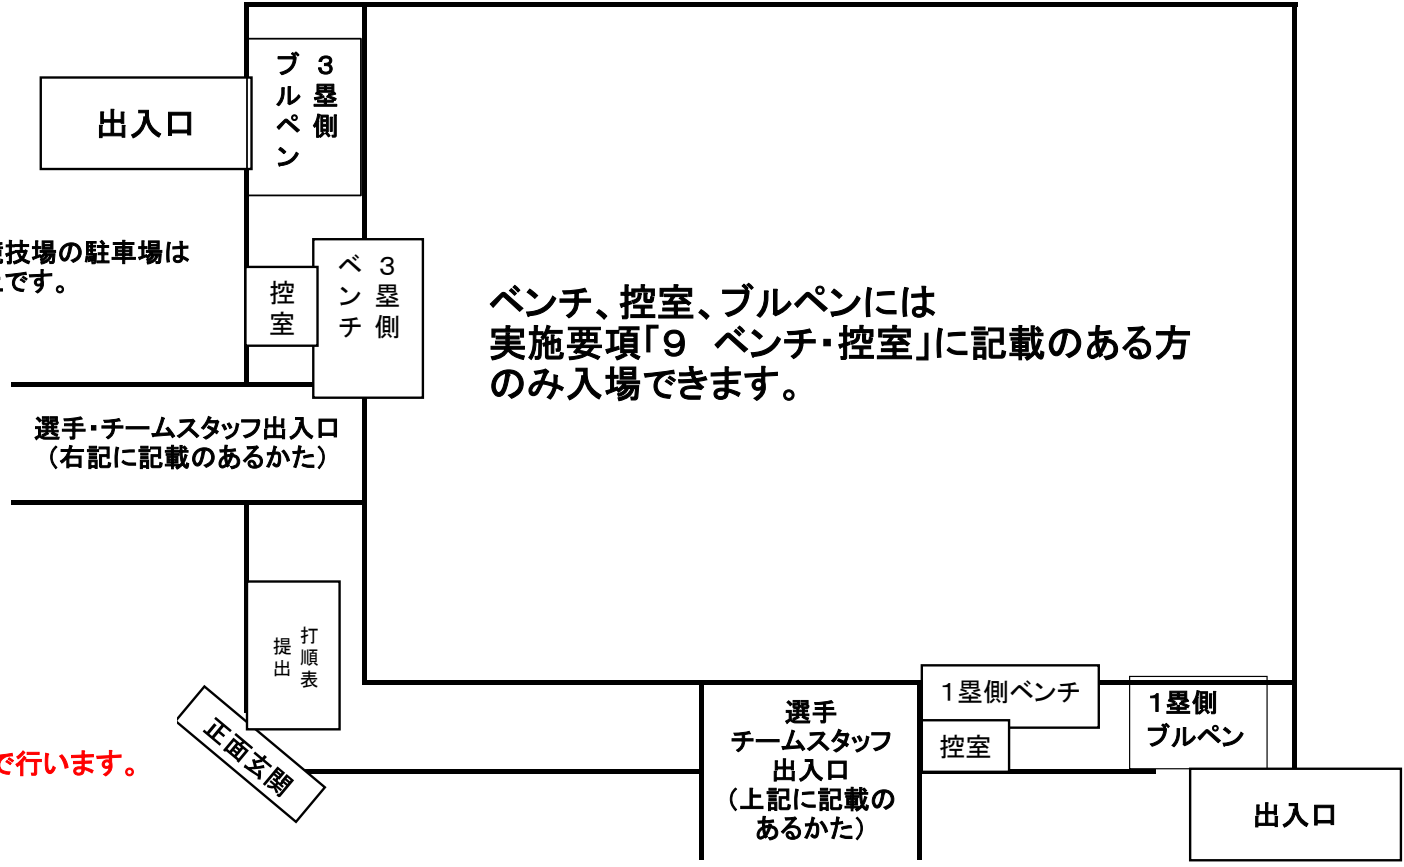 ３塁側
ブルペン
出入口
技場の駐車場は
です。
３塁側
ベンチ
控室
ベンチ、控室、ブルペンには
実施要項「９　ベンチ・控室」に記載のある方
のみ入場できます。
選手・チームスタッフ出入口
（右記に記載のあるかた）
打順表
提出
正面玄関
で行います。
選手
チームスタッフ
出入口
（上記に記載の
あるかた）
１塁側ベンチ
控室
１塁側
ブルペン
出入口